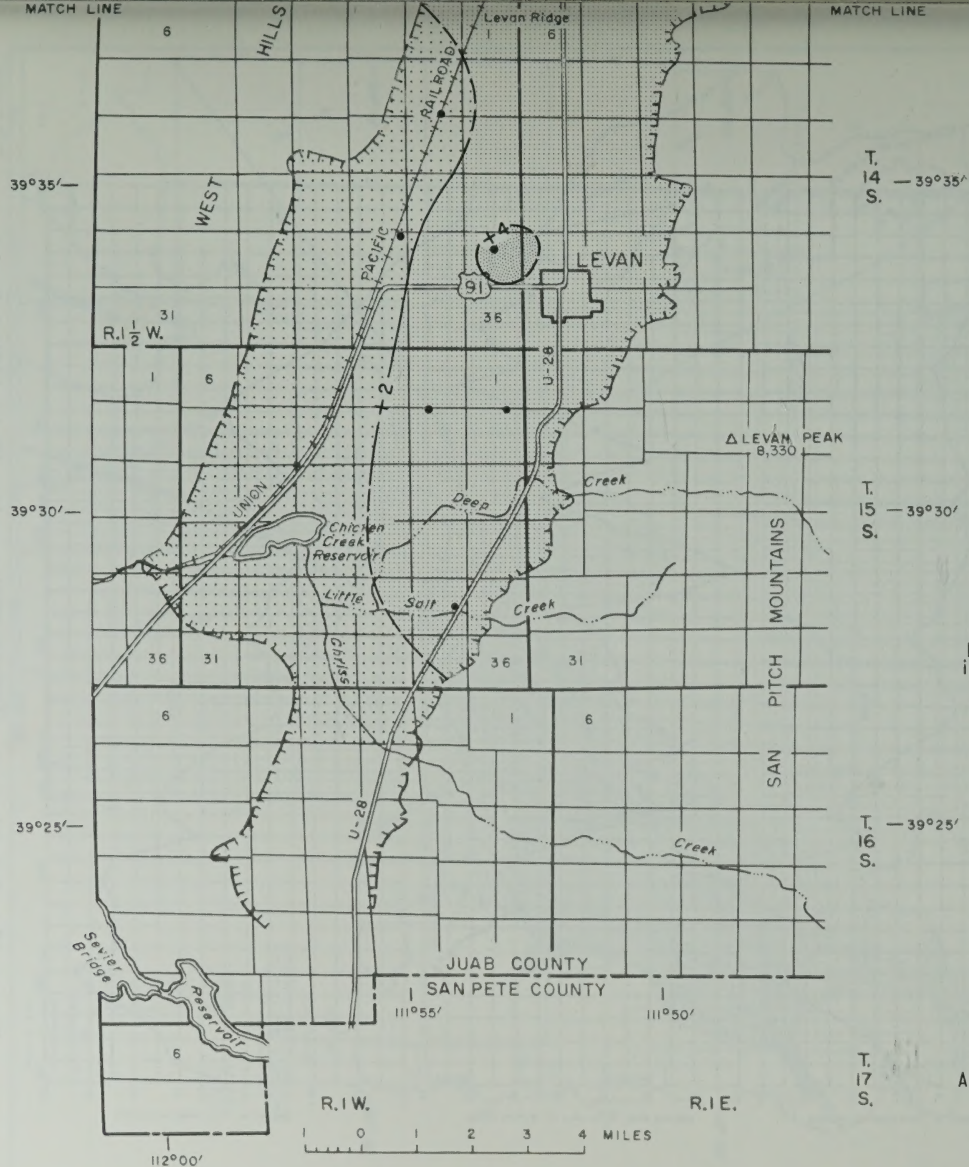 MATCH LINE
MATCH LINE
Levan Ridge
6
1
6
HILLS
RAILROAD
T.
14
S.
39°35'
39°35'
WEST
PACIFIC
+4
LEVAN
91
36
31
R.1½ W.
1
6
1
U-28
+2
△ LEVAN PEAK
8,330
Deep
Creek
T.
15
S.
39°30'
39°30'
UNION
Chicken
Creek
Reservoir
Little
Salt
Creek
SAN PITCH MOUNTAINS
36
31
Chriss
36
31
i
6
1
6
U-28
39°25'
T.
16
S.
39°25'
Creek
Sevier
Bridge
Reservoir
JUAB COUNTY
SAN PETE COUNTY
111°55'
111°50'
6
T.
17
S.
A
R.1 W.
R.1 E.
1 0 1 2 3 4 MILES
112°00'